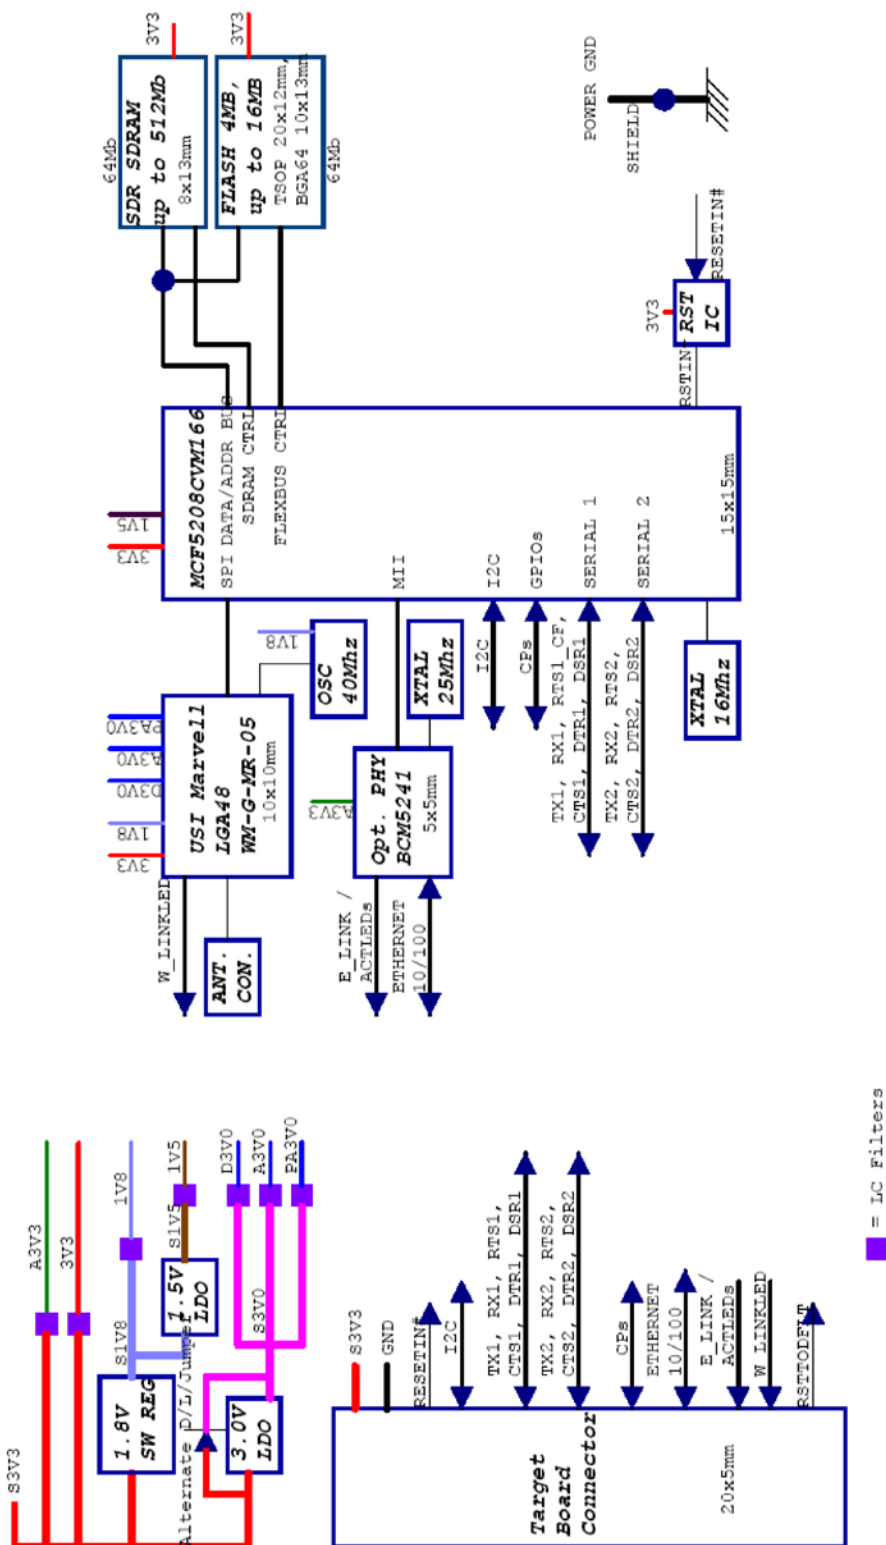 S3V3
A3V3
3V3
S1V8
1V8
1.8V
SW REG
Alternate D/L/Jumper
1.5V
LDO
S1V5
1V5
3.0V
LDO
S3V0
D3V0
A3V0
PA3V0
Target
Board
Connector
20x5mm
S3V3
GND
RESETIN#
I2C
TX1, RX1, RTS1,
CTS1, DTR1, DSR1
TX2, RX2, RTS2,
CTS2, DTR2, DSR2
CPs
ETHERNET
10/100
E_LINK /
ACTLEDs
W LINKLED
RSTTODFLT
= LC Filters
3V3
1V8
D3V0
A3V0
PA3V0
W_LINKLED
USI Marvell
LGA48
WM-G-MR-05
10x10mm
ANT.
CON.
1V8
OSC
40Mhz
A3V3
E_LINK /
ACTLEDs
ETHERNET
10/100
Opt. PHY
BCM5241
5x5mm
XTAL
25Mhz
I2C
CPs
TX1, RX1, RTS1_CF,
CTS1, DTR1, DSR1
TX2, RX2, RTS2,
CTS2, DTR2, DSR2
XTAL
16Mhz
3V3
1V5
MCF5208CVM166
SPI
DATA/ADDR BUS
SDRAM CTRL
FLEXBUS CTRL
MII
I2C
GPIOs
SERIAL 1
SERIAL 2
15x15mm
64Mb
SDR SDRAM
up to 512Mb
8x13mm
3V3
FLASH 4MB,
up to 16MB
TSOP 20x12mm,
BGA64 10x13mm
3V3
64Mb
RSTIN#
3V3
RST
IC
RESETIN#
POWER GND
SHIELD